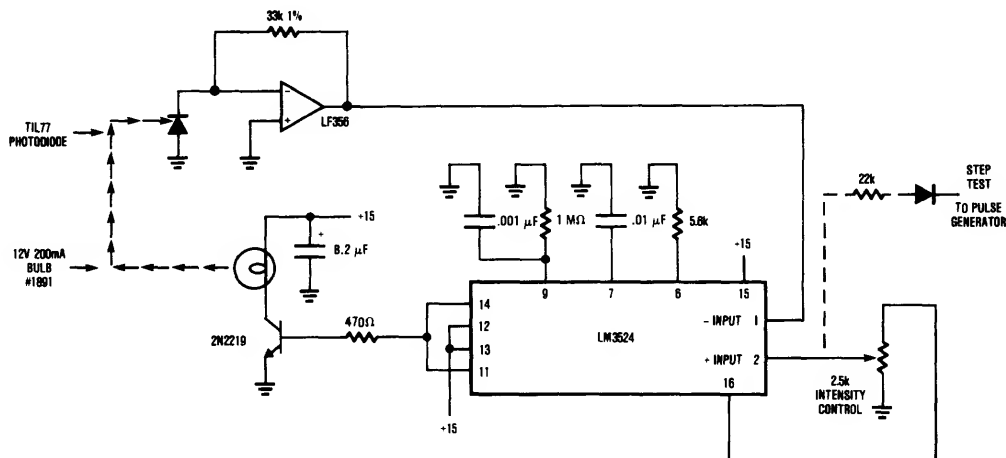 33k 1%
−
+
LF356
TIL77
PHOTODIODE
12V 200mA
BULB
#1891
+15
+
8.2 μF
2N2219
470Ω
.001 μF
1 MΩ
.01 μF
5.6k
+15
9
7
6
15
14
12
13
11
LM3524
− INPUT 1
+ INPUT 2
16
+15
22k
STEP
TEST
TO PULSE
GENERATOR
2.5k
INTENSITY
CONTROL